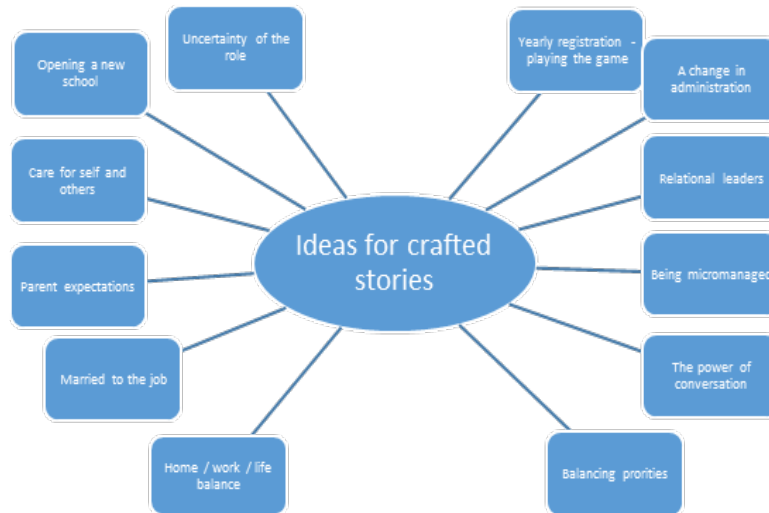 Uncertainty of the
role
Yearly registration -
playing the game
Opening a new
school
A change in
administration
Care for self and
others
Relational leaders
Ideas for crafted
stories
Parent expectations
Being micromanaged
Married to the job
The power of
conversation
Home / work / life
balance
Balancing prorities